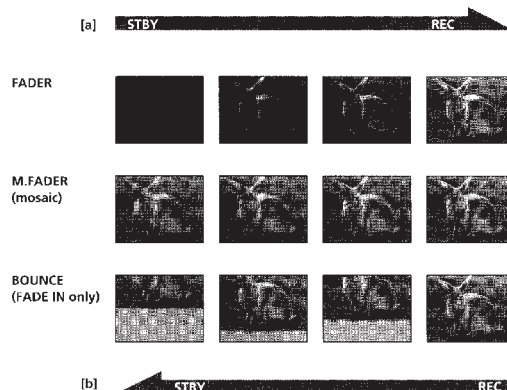 [a] STBY REC
FADER
M.FADER
(mosaic)
BOUNCE
(FADE IN only)
[b] STBY REC